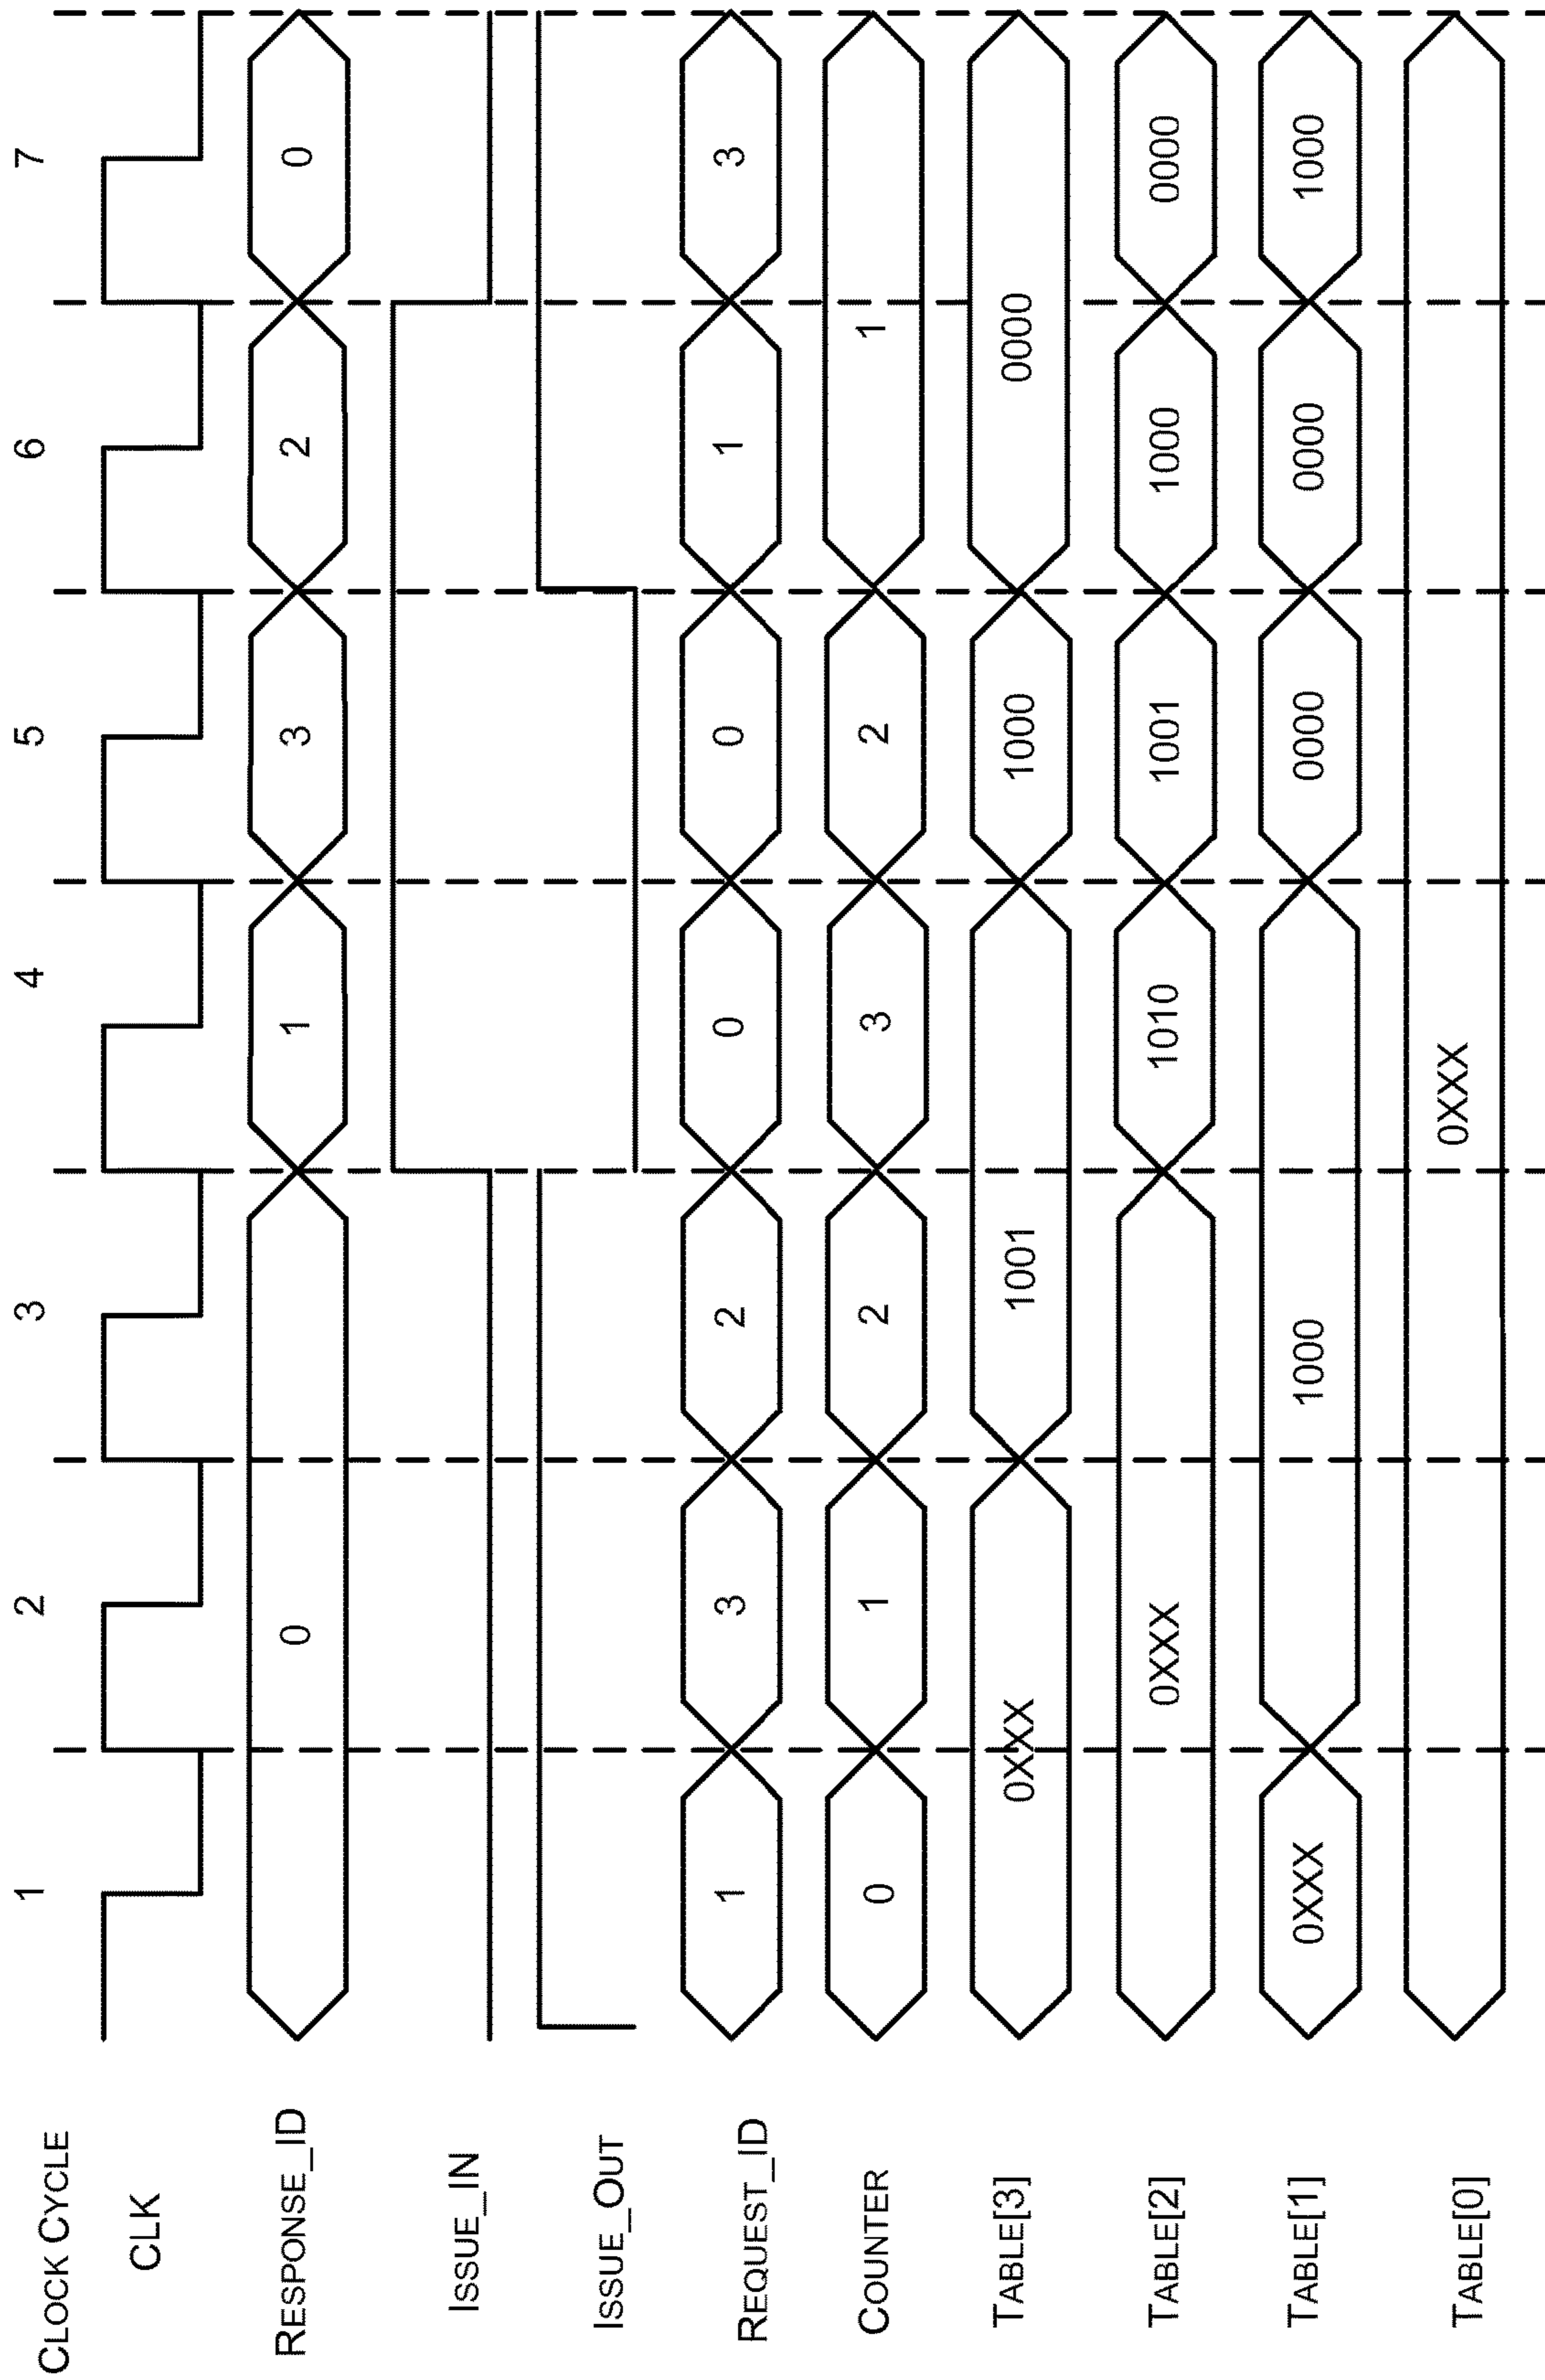 CLOCK CYCLE 1 2 3 4 5 6 7
CLK
RESPONSE_ID 0 1 3 2 0
ISSUE_IN
ISSUE_OUT
REQUEST_ID 1 3 2 0 0 1 3
COUNTER 0 1 2 3 2 1
TABLE[3] 0XXX 1001 1000 0000
TABLE[2] 0XXX 1010 1001 1000 0000
TABLE[1] 0XXX 1000 0000 0000 1000
TABLE[0] 0XXX